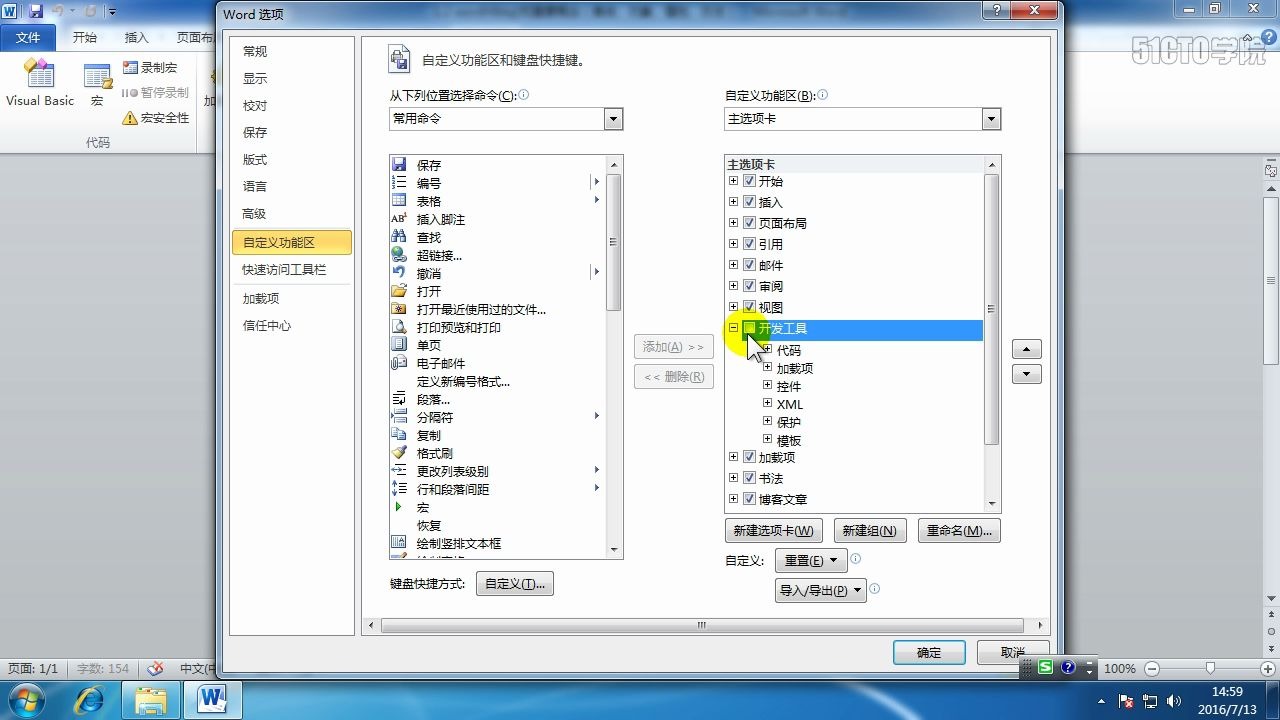 Word 选项
文件
开始
插入
页面布
51CTO学院
Visual Basic
宏
录制宏
暂停录制
宏安全性
加
代码
常规
显示
校对
保存
版式
语言
高级
自定义功能区
快速访问工具栏
加载项
信任中心
自定义功能区和键盘快捷键。
从下列位置选择命令(C):
常用命令
保存
编号
表格
插入脚注
查找
超链接...
撤消
打开
打开最近使用过的文件...
打印预览和打印
单页
电子邮件
定义新编号格式...
段落...
分隔符
复制
格式刷
更改列表级别
行和段落间距
宏
恢复
绘制竖排文本框
键盘快捷方式:
自定义(T)...
添加(A) >>
<< 删除(R)
自定义功能区(B):
主选项卡
主选项卡
开始
插入
页面布局
引用
邮件
审阅
视图
开发工具
代码
加载项
控件
XML
保护
模板
加载项
书法
博客文章
新建选项卡(W)
新建组(N)
重命名(M)...
自定义:
重置(E)
导入/导出(P)
确定
取消
页面: 1/1
字数: 154
中文(中
100%
14:59
2016/7/13